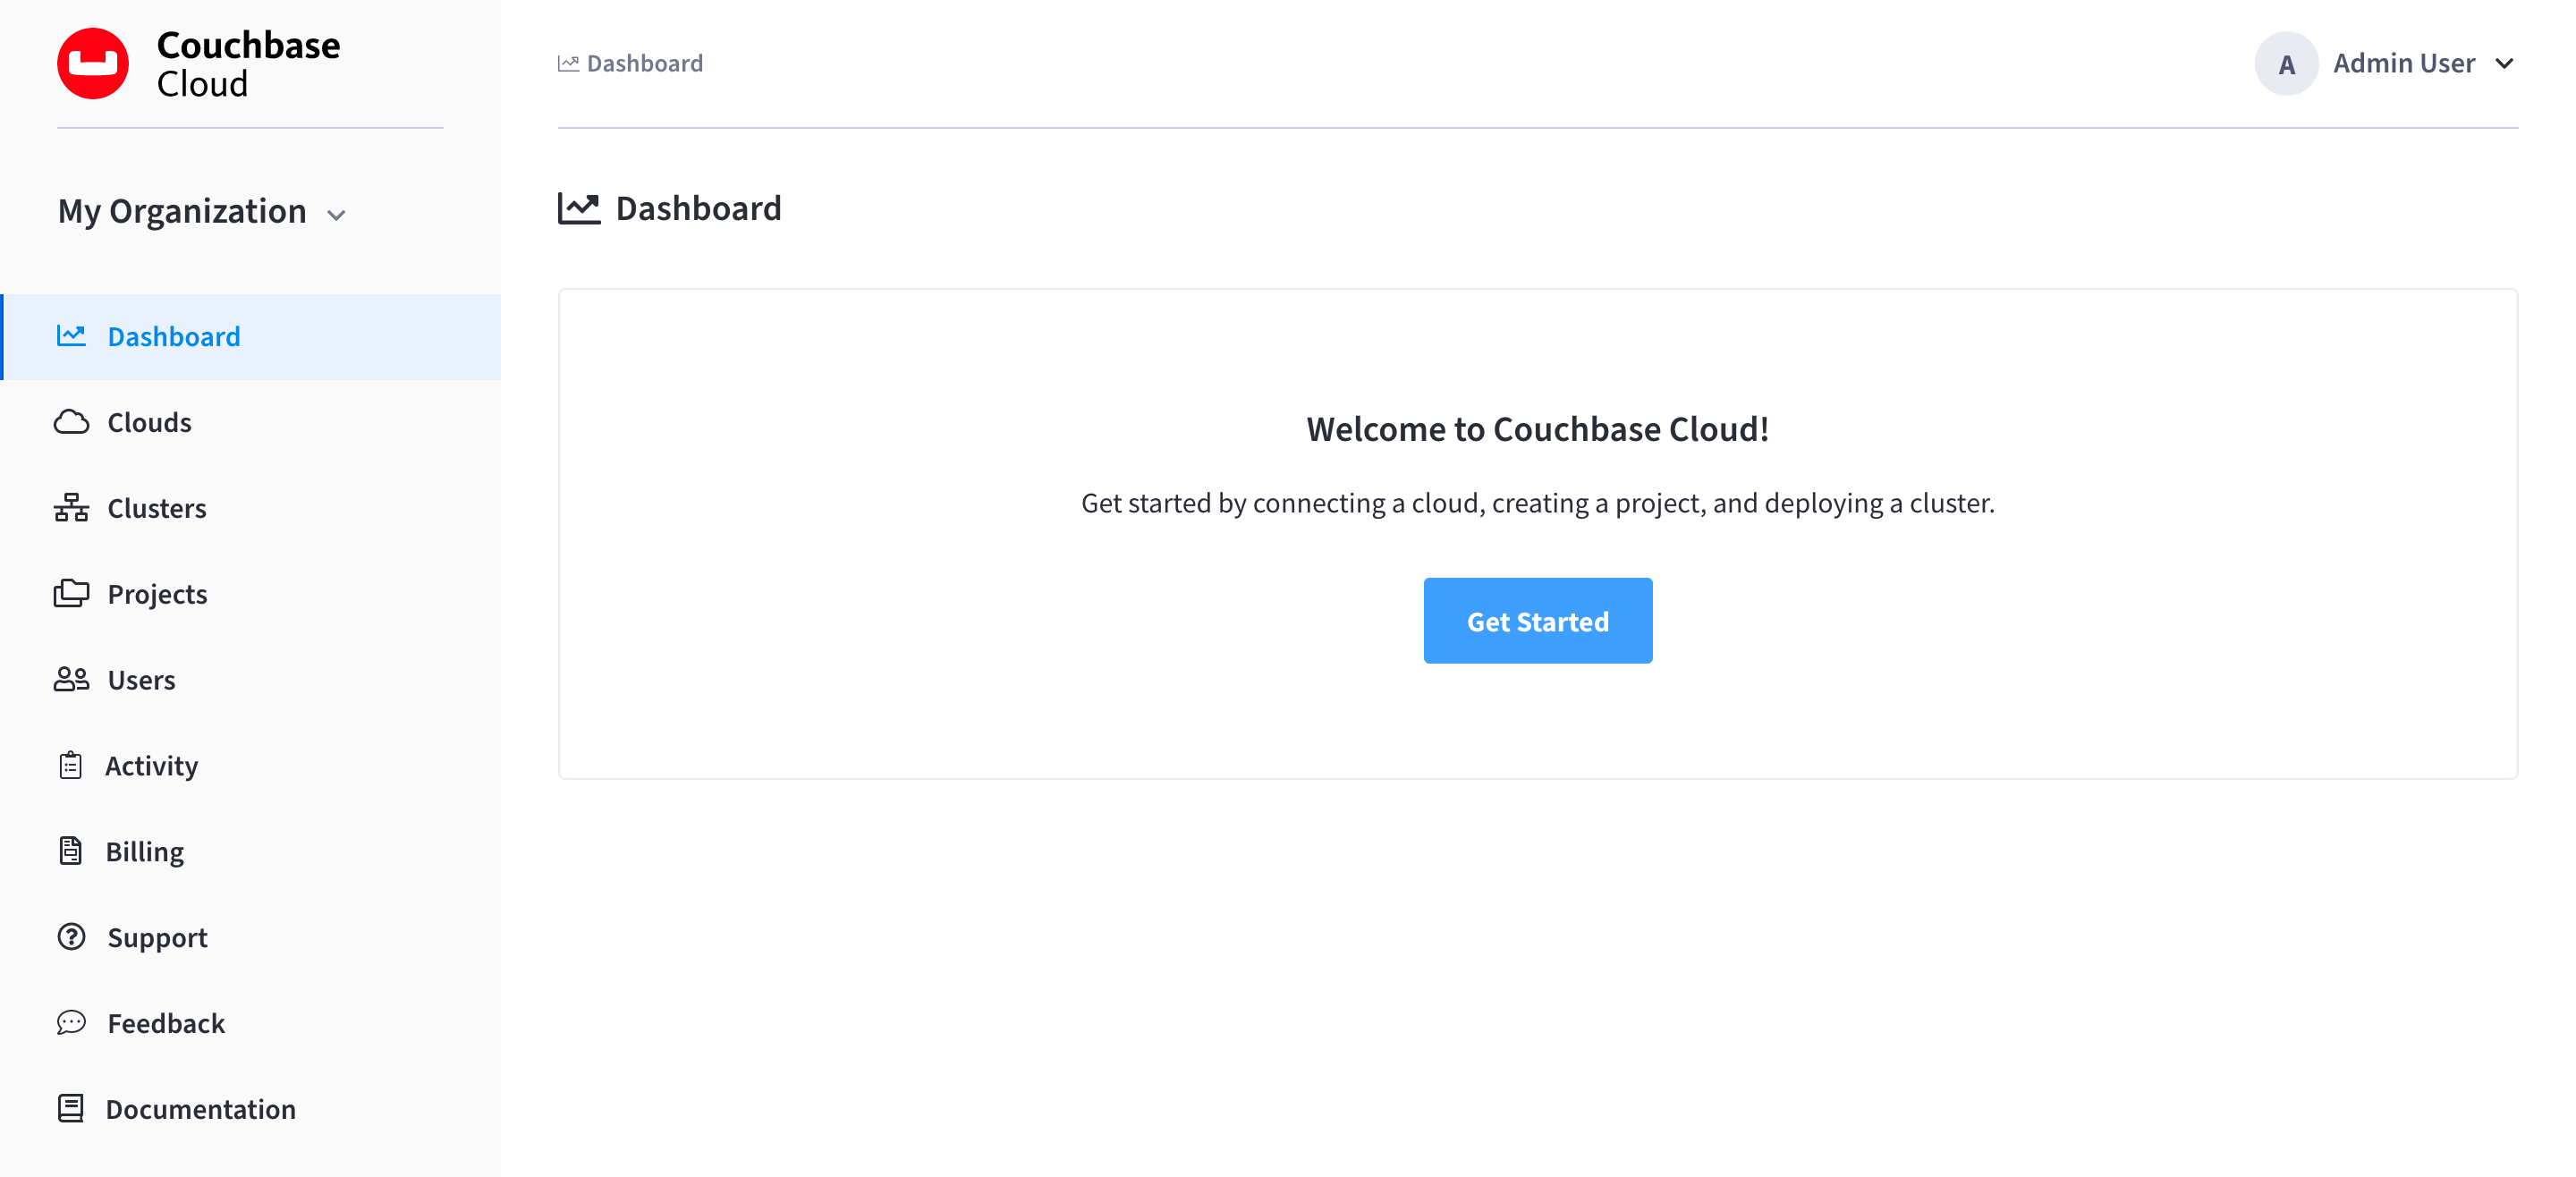 Couchbase
Cloud
Dashboard
A
Admin User
My Organization
Dashboard
Dashboard
Clouds
Clusters
Projects
Users
Activity
Billing
Support
Feedback
Documentation
Welcome to Couchbase Cloud!
Get started by connecting a cloud, creating a project, and deploying a cluster.
Get Started